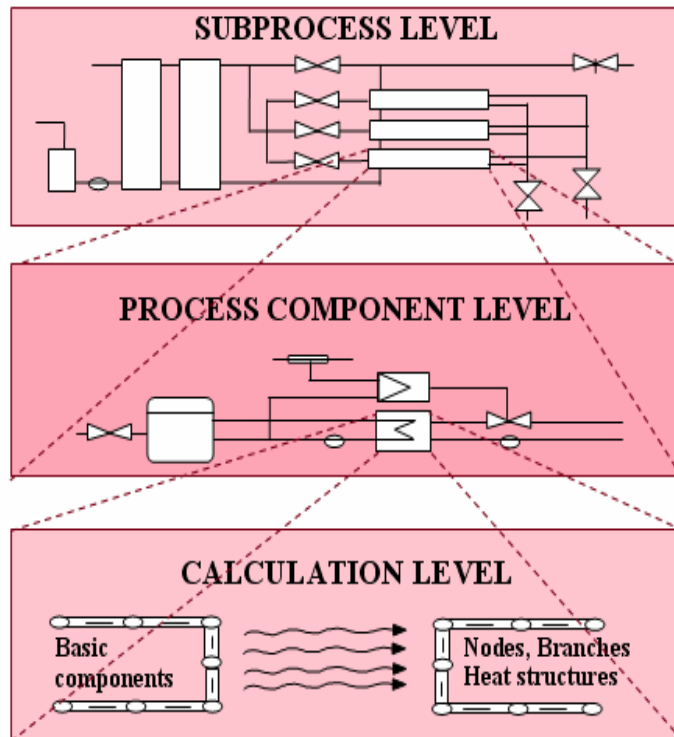 SUBPROCESS LEVEL
PROCESS COMPONENT LEVEL
CALCULATION LEVEL
Basic
components
Nodes, Branches
Heat structures